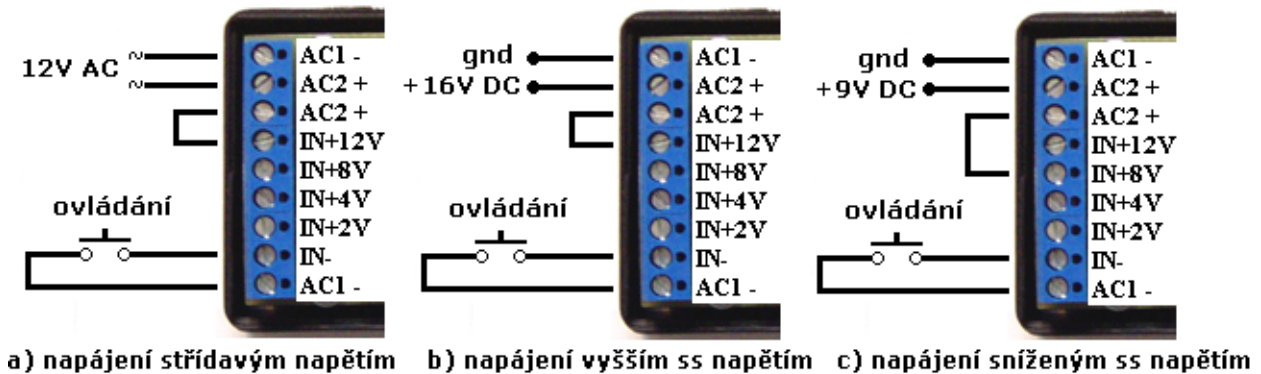 12V AC
~
~
AC1 -
AC2 +
AC2 +
IN+12V
IN+8V
IN+4V
IN+2V
IN-
AC1 -
ovládání
a) napájení střídavým napětím
gnd
+16V DC
AC1 -
AC2 +
AC2 +
IN+12V
IN+8V
IN+4V
IN+2V
IN-
AC1 -
ovládání
b) napájení vyšším ss napětím
gnd
+9V DC
AC1 -
AC2 +
AC2 +
IN+12V
IN+8V
IN+4V
IN+2V
IN-
AC1 -
ovládání
c) napájení sníženým ss napětím